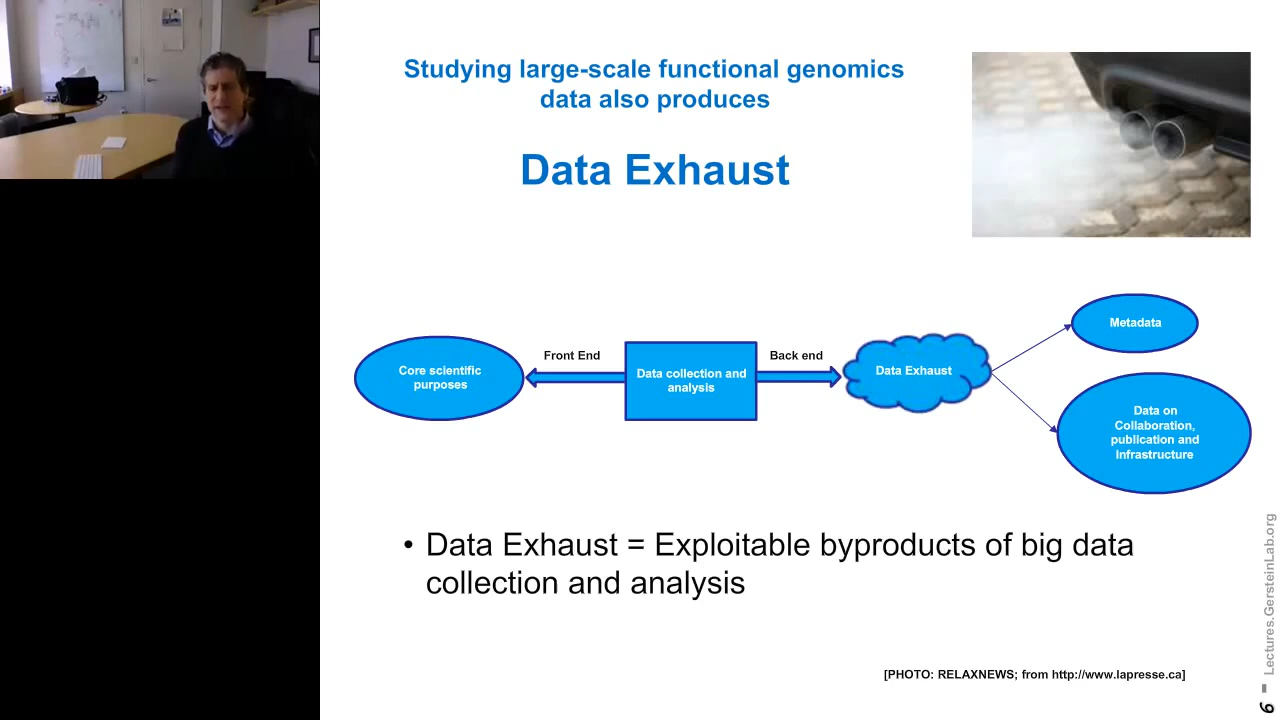 Studying large-scale functional genomics
data also produces
Data Exhaust
Core scientific
purposes
Front End
Data collection and
analysis
Back end
Data Exhaust
Metadata
Data on
Collaboration,
publication and
Infrastructure
• Data Exhaust = Exploitable byproducts of big data
collection and analysis
[PHOTO: RELAXNEWS; from http://www.lapresse.ca]
6 - Lectures.GersteinLab.org